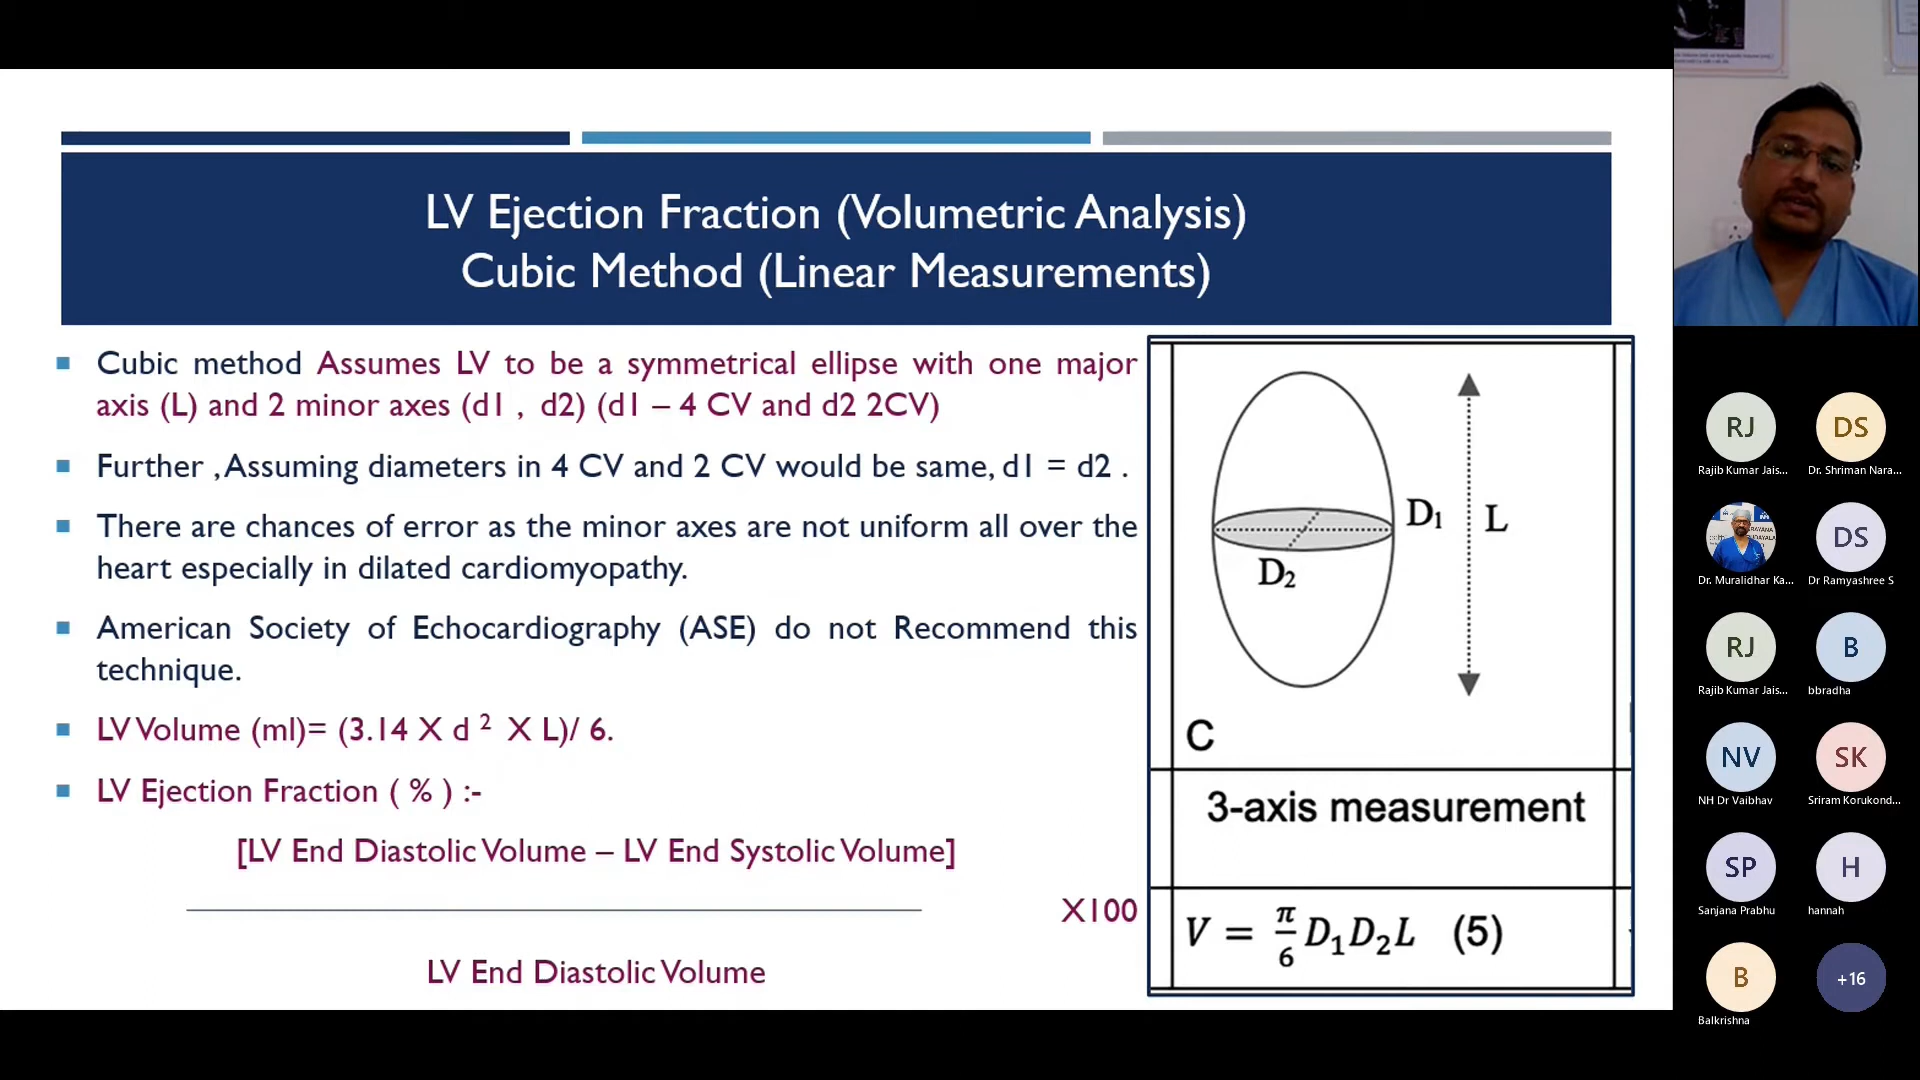 LV Ejection Fraction (Volumetric Analysis)
Cubic Method (Linear Measurements)
Cubic method Assumes LV to be a symmetrical ellipse with one major
axis (L) and 2 minor axes (d1 , d2) (d1 – 4 CV and d2 2CV)
Further , Assuming diameters in 4 CV and 2 CV would be same, d1 = d2 .
There are chances of error as the minor axes are not uniform all over the
heart especially in dilated cardiomyopathy.
American Society of Echocardiography (ASE) do not Recommend this
technique.
LV Volume (ml)= (3.14 X d ² X L)/ 6.
LV Ejection Fraction ( % ) :-
[LV End Diastolic Volume – LV End Systolic Volume]
X100
LV End Diastolic Volume
D₁
L
D₂
C
3-axis measurement
V = π/6 D₁D₂L (5)
RJ
DS
Rajib Kumar Jais...
Dr. Shriman Nara...
DS
Dr. Muralidhar Ka...
Dr Ramyashree S
RJ
B
Rajib Kumar Jais...
bbradha
NV
SK
NH Dr Vaibhav
Sriram Korukond...
SP
H
Sanjana Prabhu
hannah
B
+16
Balkrishna